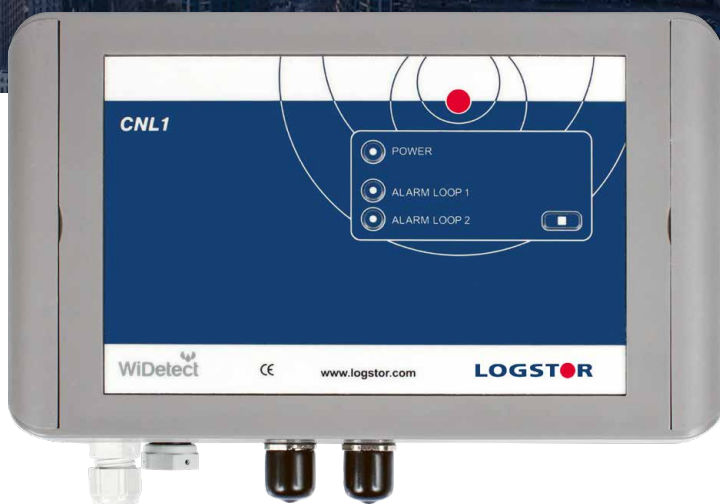 CNL1
POWER
ALARM LOOP 1
ALARM LOOP 2
WiDetect
CE
www.logstor.com
LOGSTOR